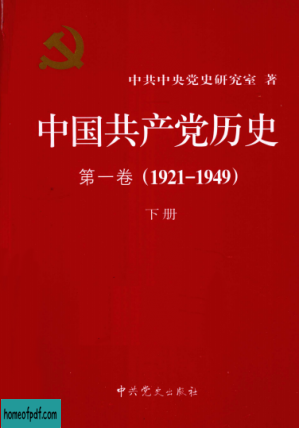 中共中央党史研究室 著
中国共产党历史
第一卷(1921-1949)
下册
中共党史出版社
homeofpdf.com